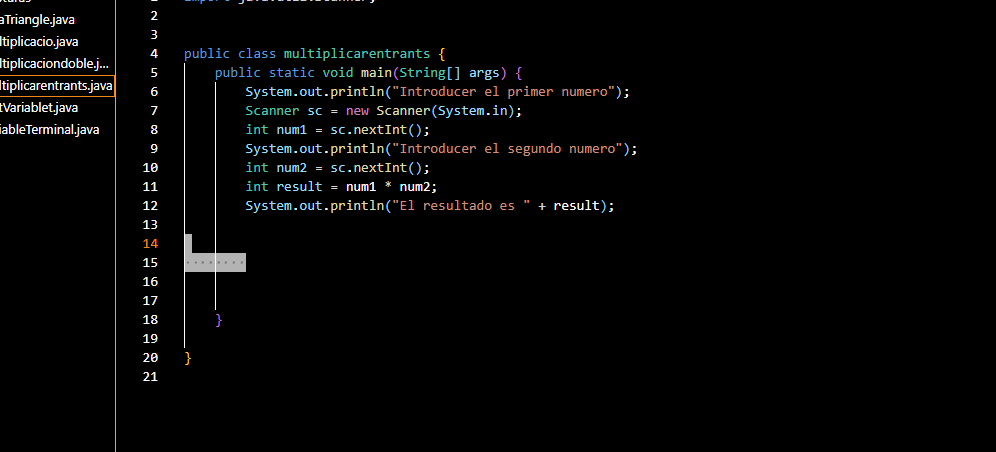 aTriangle.java
ltiplicacio.java
ltiplicaciondoble.j...
ltiplicarentrants.java
tVariablet.java
iableTerminal.java
2
3
4 public class multiplicarentrants {
5 public static void main(String[] args) {
6 System.out.println("Introducer el primer numero");
7 Scanner sc = new Scanner(System.in);
8 int num1 = sc.nextInt();
9 System.out.println("Introducer el segundo numero");
10 int num2 = sc.nextInt();
11 int result = num1 * num2;
12 System.out.println("El resultado es " + result);
13
14
15
16
17
18 }
19
20 }
21